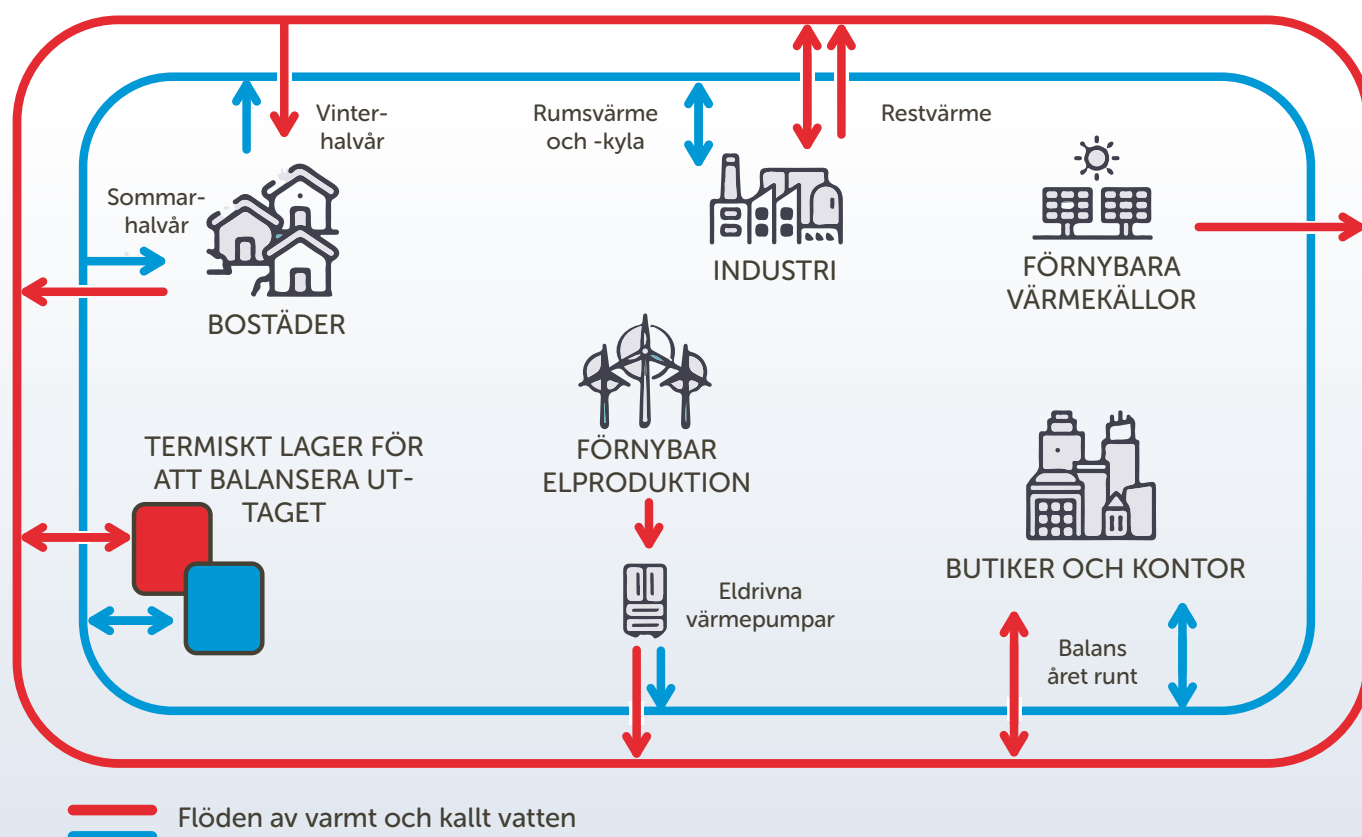 Vinter-
halvår
Rumsvärme
och -kyla
Restvärme
Sommar-
halvår
BOSTÄDER
INDUSTRI
FÖRNYBARA
VÄRMEKÄLLOR
TERMISKT LAGER FÖR
ATT BALANSERA UT-
TAGET
FÖRNYBAR
ELPRODUKTION
BUTIKER OCH KONTOR
Eldrivna
värmepumpar
Balans
året runt
Flöden av varmt och kallt vatten